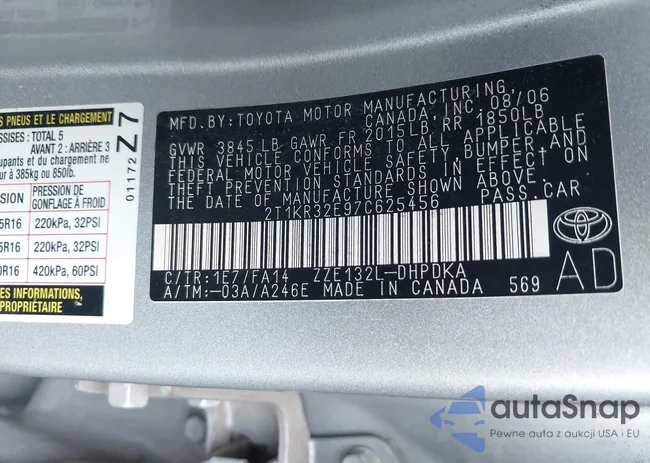 S PNEUS ET LE CHARGEMENT
SSISES : TOTAL 5
AVANT 2 : ARRIÈRE 3
upants et du chargement ne
r à 385kg ou 850lb.
PRESSION DE
GONFLAGE À FROID
5R16 220kPa, 32PSI
5R16 220kPa, 32PSI
0R16 420kPa, 60PSI
ES INFORMATIONS,
PROPRIÉTAIRE
01172
Z7
MFD. BY: TOYOTA MOTOR MANUFACTURING,
CANADA, INC. 08/06
GVWR 3845 LB GAWR FR 2015LB, RR 1850LB
THIS VEHICLE CONFORMS TO ALL APPLICABLE
FEDERAL MOTOR VEHICLE SAFETY, BUMPER, AND
THEFT PREVENTION STANDARDS IN EFFECT ON
THE DATE OF MANUFACTURE SHOWN ABOVE.
2T1KR32E97C625456 PASS. CAR
C/TR: 1E7/FA14 ZZE132L-DHPDKA
A/TM: -03A/A246E MADE IN CANADA 569
TOYOTA
AD
autoSnap
Pewne auta z aukcji USA i EU